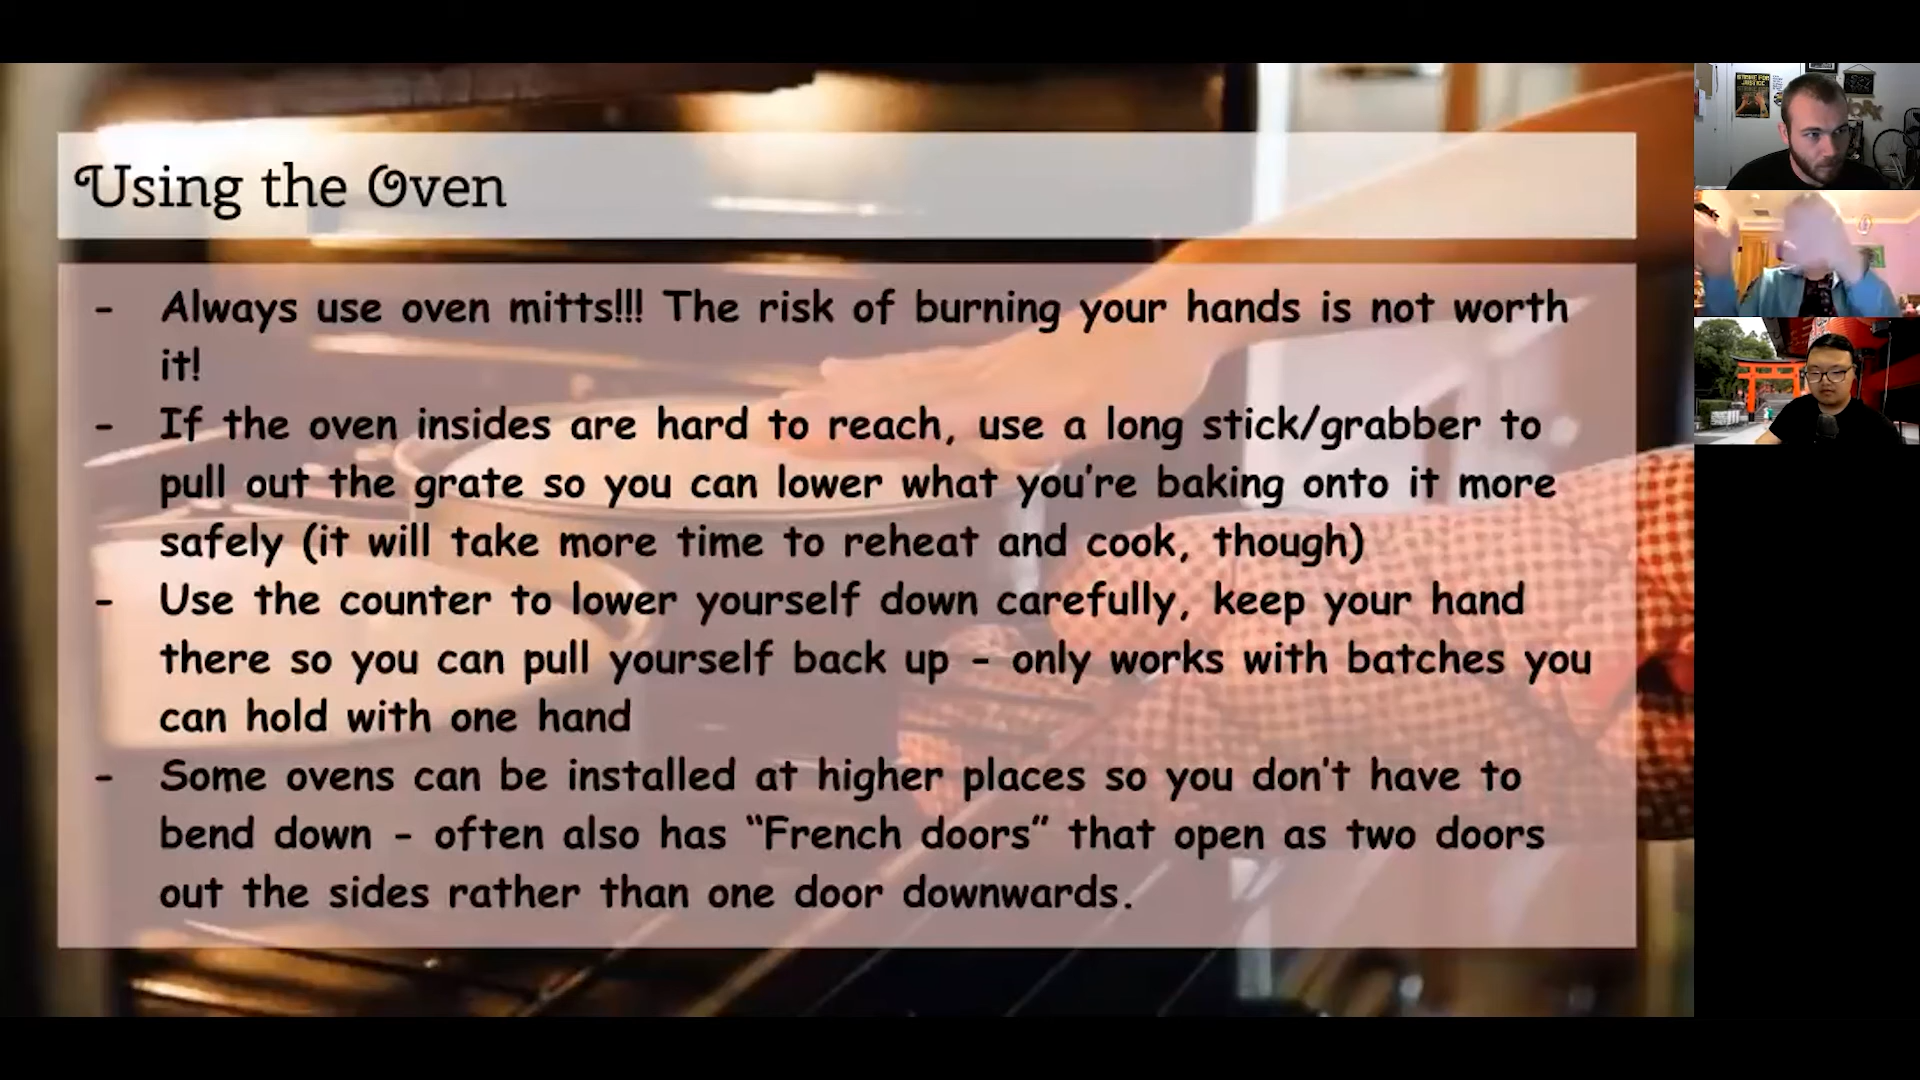 Using the Oven
- Always use oven mitts!!! The risk of burning your hands is not worth
it!
- If the oven insides are hard to reach, use a long stick/grabber to
pull out the grate so you can lower what you're baking onto it more
safely (it will take more time to reheat and cook, though)
- Use the counter to lower yourself down carefully, keep your hand
there so you can pull yourself back up - only works with batches you
can hold with one hand
- Some ovens can be installed at higher places so you don't have to
bend down - often also has “French doors” that open as two doors
out the sides rather than one door downwards.